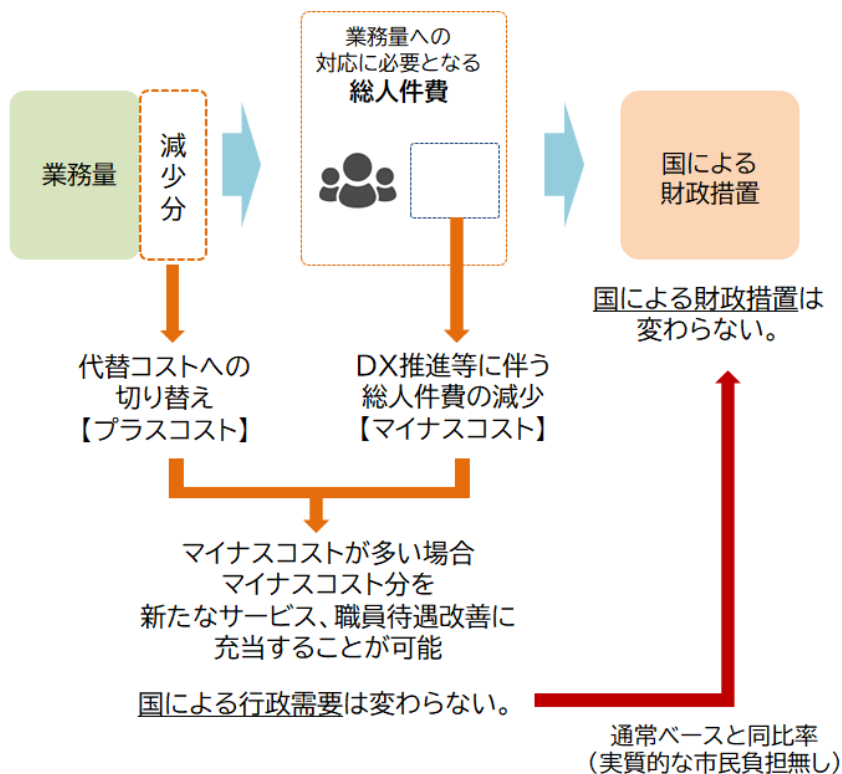 業務量
減少分
業務量への
対応に必要となる
総人件費
国による
財政措置
国による財政措置は
変わらない。
代替コストへの
切り替え
【プラスコスト】
DX推進等に伴う
総人件費の減少
【マイナスコスト】
マイナスコストが多い場合
マイナスコスト分を
新たなサービス、職員待遇改善に
充当することが可能
国による行政需要は変わらない。
通常ベースと同比率
（実質的な市民負担無し）